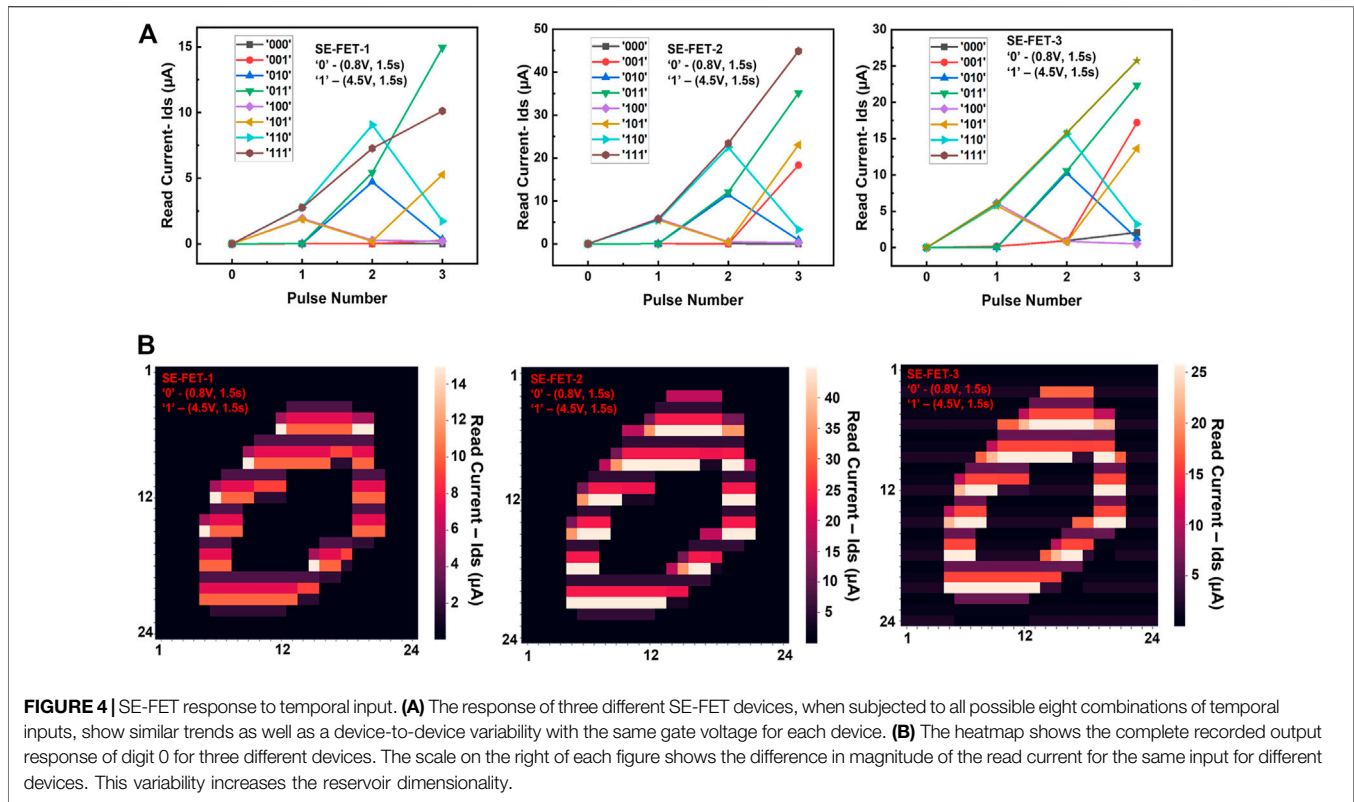 A
Read Current- Ids (µA)
15
10
5
0
'000'
'001'
'010'
'011'
'100'
'101'
'110'
'111'
SE-FET-1
‘0’ - (0.8V, 1.5s)
‘1’ – (4.5V, 1.5s)
0 1 2 3
Pulse Number
Read Current- Ids (µA)
50
45
40
35
30
25
20
15
10
5
0
'000'
'001'
'010'
'011'
'100'
'101'
'110'
'111'
SE-FET-2
‘0’ - (0.8V, 1.5s)
‘1’ – (4.5V, 1.5s)
0 1 2 3
Pulse Number
Read Current- Ids (µA)
30
25
20
15
10
5
0
'000'
'001'
'010'
'011'
'100'
'101'
'110'
'111'
SE-FET-3
‘0’ - (0.8V, 1.5s)
‘1’ – (4.5V, 1.5s)
0 1 2 3
Pulse Number
B
1
12
24
SE-FET-1
‘0’ - (0.8V, 1.5s)
‘1’ – (4.5V, 1.5s)
1 12 24
14
12
10
8
6
4
2
Read Current – Ids (µA)
1
12
24
SE-FET-2
‘0’ - (0.8V, 1.5s)
‘1’ – (4.5V, 1.5s)
1 12 24
40
35
30
25
20
15
10
5
Read Current – Ids (µA)
1
12
24
SE-FET-3
‘0’ - (0.8V, 1.5s)
‘1’ – (4.5V, 1.5s)
1 12 24
25
20
15
10
5
Read Current – Ids (µA)
FIGURE 4 | SE-FET response to temporal input. (A) The response of three different SE-FET devices, when subjected to all possible eight combinations of temporal
inputs, show similar trends as well as a device-to-device variability with the same gate voltage for each device. (B) The heatmap shows the complete recorded output
response of digit 0 for three different devices. The scale on the right of each figure shows the difference in magnitude of the read current for the same input for different
devices. This variability increases the reservoir dimensionality.